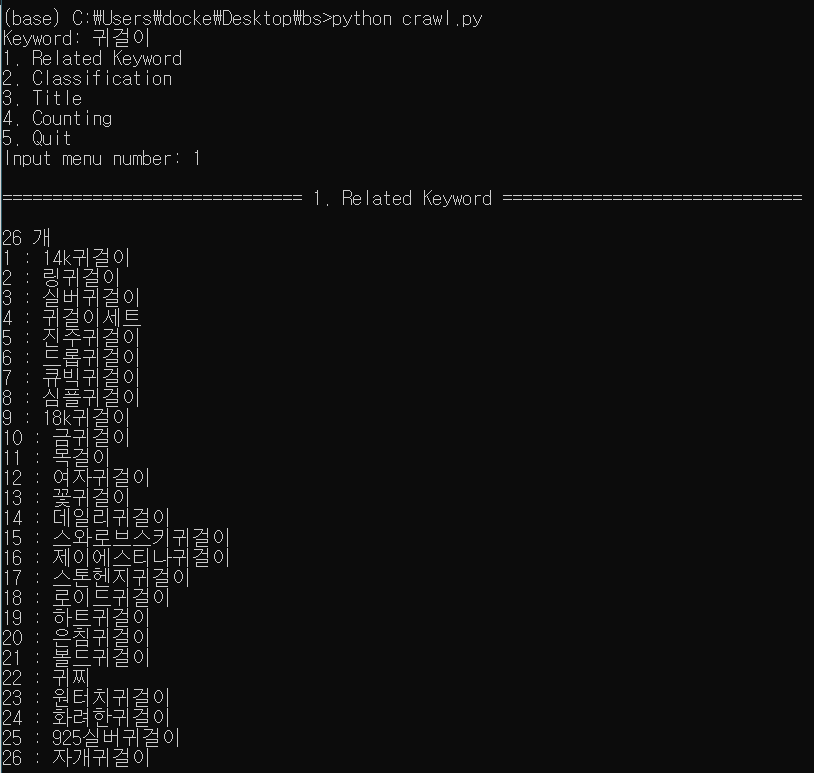 (base) C:₩Users₩docke₩Desktop₩bs>python crawl.py
Keyword: 귀걸이
1. Related Keyword
2. Classification
3. Title
4. Counting
5. Quit
Input menu number: 1
============================== 1. Related Keyword ==============================
26 개
1 : 14k귀걸이
2 : 링귀걸이
3 : 실버귀걸이
4 : 귀걸이세트
5 : 진주귀걸이
6 : 드롭귀걸이
7 : 큐빅귀걸이
8 : 심플귀걸이
9 : 18k귀걸이
10 : 금귀걸이
11 : 목걸이
12 : 여자귀걸이
13 : 꽃귀걸이
14 : 데일리귀걸이
15 : 스와로브스키귀걸이
16 : 제이에스티나귀걸이
17 : 스톤헨지귀걸이
18 : 로이드귀걸이
19 : 하트귀걸이
20 : 은침귀걸이
21 : 볼드귀걸이
22 : 귀찌
23 : 원터치귀걸이
24 : 화려한귀걸이
25 : 925실버귀걸이
26 : 자개귀걸이